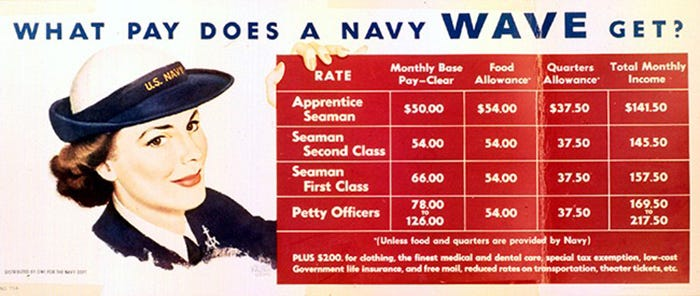 WHAT PAY DOES A NAVY WAVE GET?
U.S. NAVY
RATE Monthly Base Pay—Clear Food Allowance* Quarters Allowance* Total Monthly Income
Apprentice Seaman $50.00 $54.00 $37.50 $141.50
Seaman Second Class 54.00 54.00 37.50 145.50
Seaman First Class 66.00 54.00 37.50 157.50
Petty Officers 78.00 TO 126.00 54.00 37.50 169.50 TO 217.50
*(Unless food and quarters are provided by Navy)
PLUS $200. for clothing, the finest medical and dental care, special tax exemption, low-cost
Government life insurance, and free mail, reduced rates on transportation, theater tickets, etc.
DISTRIBUTED BY FOR THE NAVY DEPT.